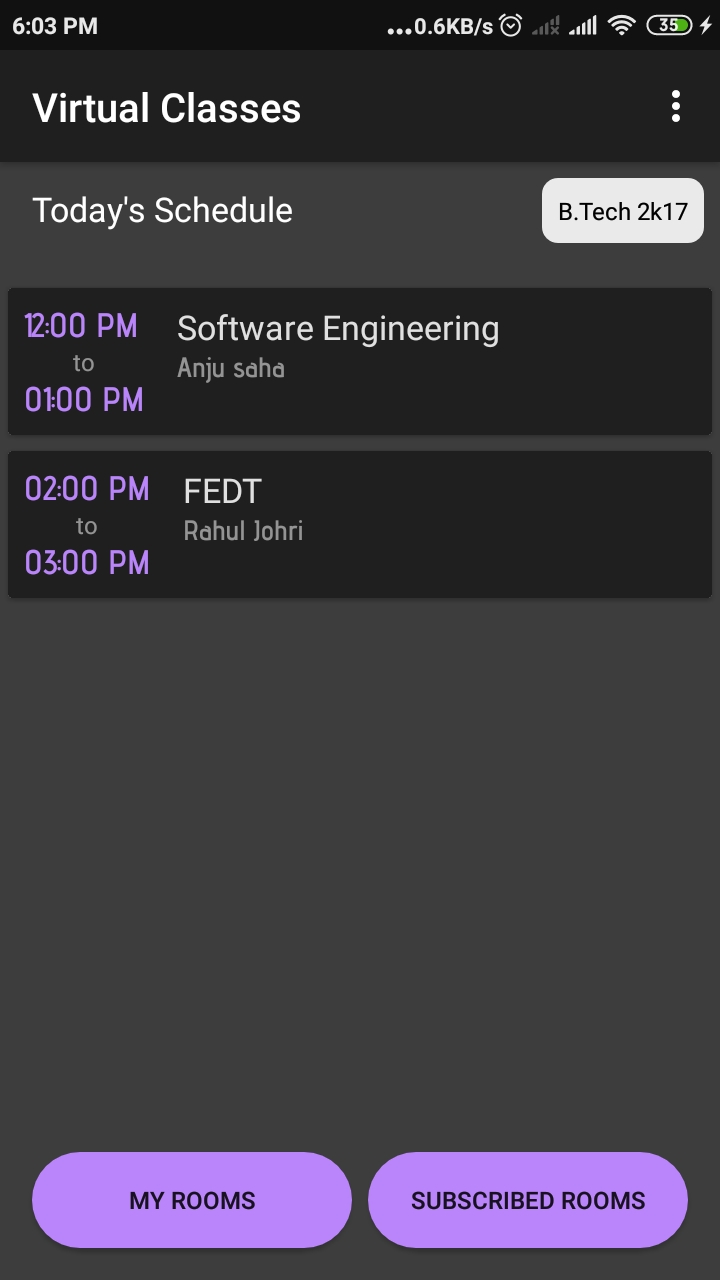 6:03 PM
...0.6KB/s
35
Virtual Classes
Today's Schedule
B.Tech 2k17
12:00 PM
to
01:00 PM
Software Engineering
Anju saha
02:00 PM
to
03:00 PM
FEDT
Rahul Johri
MY ROOMS
SUBSCRIBED ROOMS